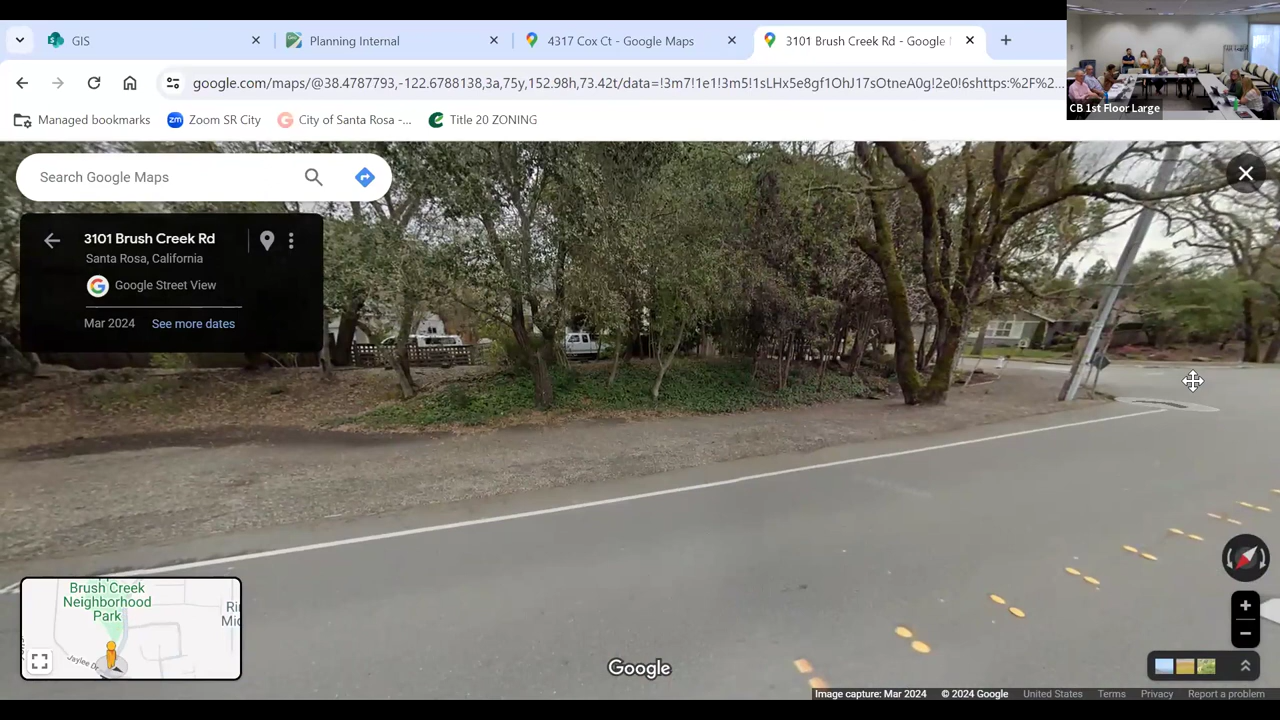 GIS
Planning Internal
4317 Cox Ct - Google Maps
3101 Brush Creek Rd - Google
google.com/maps/@38.4787793,-122.6788138,3a,75y,152.98h,73.42t/data=!3m7!1e1!3m5!1sLHx5e8gf1OhJ17sOtneA0g!2e0!6shttps:%2F%2...
Managed bookmarks
Zoom SR City
City of Santa Rosa -...
Title 20 ZONING
CB 1st Floor Large
Search Google Maps
3101 Brush Creek Rd
Santa Rosa, California
Google Street View
Mar 2024
See more dates
Brush Creek
Neighborhood
Park
Jaylee D
Google
Image capture: Mar 2024
© 2024 Google
United States
Terms
Privacy
Report a problem